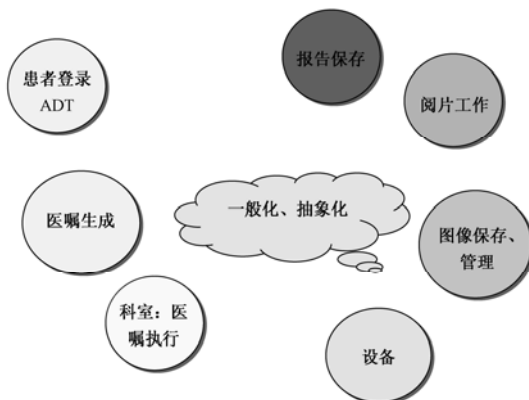 报告保存
患者登录
ADT
阅片工作
医嘱生成
一般化、抽象化
图像保存、
管理
科室：医
嘱执行
设备